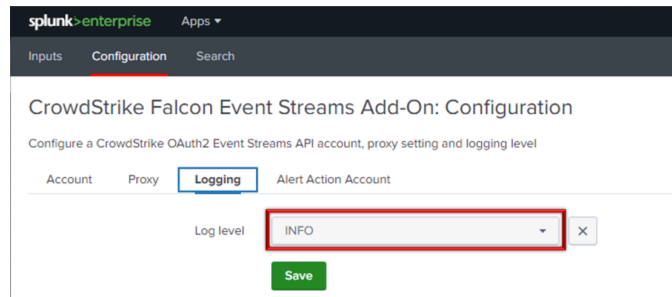 splunk>enterprise Apps
Inputs Configuration Search
CrowdStrike Falcon Event Streams Add-On: Configuration
Configure a CrowdStrike OAuth2 Event Streams API account, proxy setting and logging level
Account Proxy Logging Alert Action Account
Log level INFO
Save